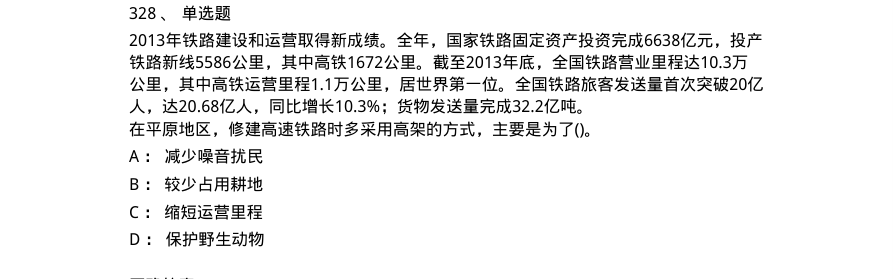 328 、 单选题
2013年铁路建设和运营取得新成绩。全年，国家铁路固定资产投资完成6638亿元，投产
铁路新线5586公里，其中高铁1672公里。截至2013年底，全国铁路营业里程达10.3万
公里，其中高铁运营里程1.1万公里，居世界第一位。全国铁路旅客发送量首次突破20亿
人，达20.68亿人，同比增长10.3%；货物发送量完成32.2亿吨。
在平原地区，修建高速铁路时多采用高架的方式，主要是为了()。
A ： 减少噪音扰民
B ： 较少占用耕地
C ： 缩短运营里程
D ： 保护野生动物